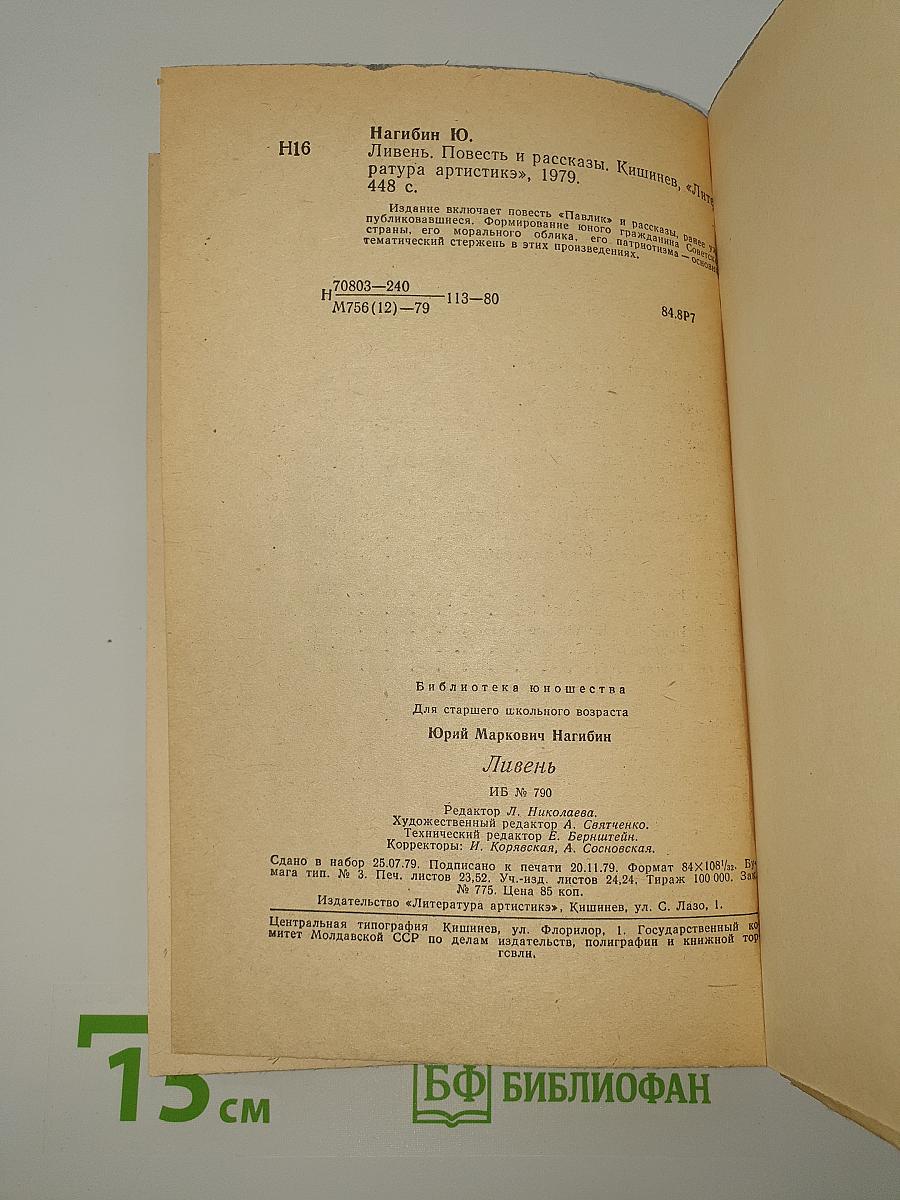 Н16
Нагибин Ю.
Ливень. Повесть и рассказы. Кишинев, «Лите
ратура артистикэ», 1979.
448 с.
Издание включает повесть «Павлик» и рассказы, ранее уж
публиковавшиеся. Формирование юного гражданина Советск
страны, его морального облика, его патриотизма — основн
тематический стержень в этих произведениях.
70803—240
Н 113—80
М756(12)—79
84.8Р7
Библиотека юношества
Для старшего школьного возраста
Юрий Маркович Нагибин
Ливень
ИБ № 790
Редактор Л. Николаева.
Художественный редактор А. Святченко.
Технический редактор Е. Бернштейн.
Корректоры: И. Корявская, А. Сосновская.
Сдано в набор 25.07.79. Подписано к печати 20.11.79. Формат 84×108¹/₃₂. Бу-
мага тип. № 3. Печ. листов 23,52. Уч.-изд. листов 24,24. Тираж 100 000. Зак.
№ 775. Цена 85 коп.
Издательство «Литература артистикэ», Кишинев, ул. С. Лазо, 1.
Центральная типография Кишинев, ул. Флорилор, 1. Государственный ко
митет Молдавской ССР по делам издательств, полиграфии и книжной тор
говли.
15 см
БФ БИБЛИОФАН